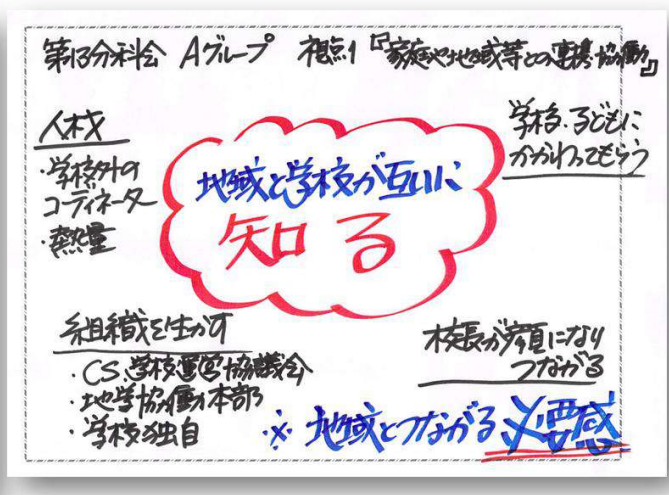 第13分科会 Aグループ 視点1『家庭や地域等との連携・協働』
人材
・学校外の
コーディネーター
・熱量
地域と学校が互いに
知る
学校・子どもに
かかわってもらう
組織を生かす
・CS、学校運営協議会
・地学協働本部
・学校独自
校長が顔になり
つながる
※地域とつながる必要感